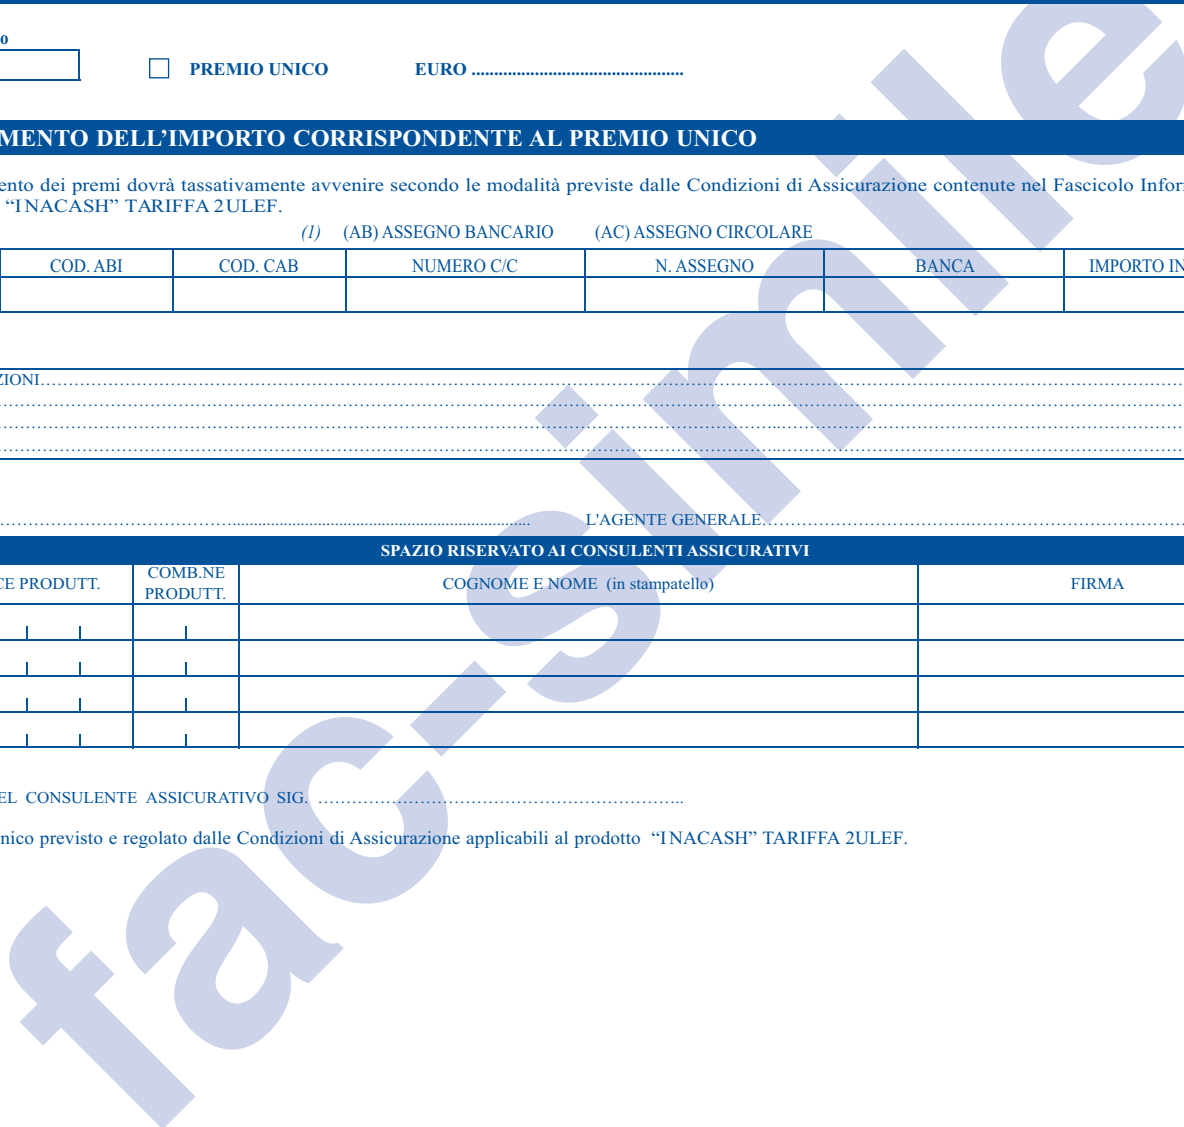 o
PREMIO UNICO EURO ...............................................
MENTO DELL'IMPORTO CORRISPONDENTE AL PREMIO UNICO
ento dei premi dovrà tassativamente avvenire secondo le modalità previste dalle Condizioni di Assicurazione contenute nel Fascicolo Infor
“INACASH” TARIFFA 2ULEF.
(1) (AB) ASSEGNO BANCARIO (AC) ASSEGNO CIRCOLARE
COD. ABI COD. CAB NUMERO C/C N. ASSEGNO BANCA IMPORTO IN
ZIONI……………………………………………………
L'AGENTE GENERALE……………………………………
SPAZIO RISERVATO AI CONSULENTI ASSICURATIVI
CE PRODUTT. COMB.NE PRODUTT. COGNOME E NOME (in stampatello) FIRMA
EL CONSULENTE ASSICURATIVO SIG. ………………………………………………………..
nico previsto e regolato dalle Condizioni di Assicurazione applicabili al prodotto “INACASH” TARIFFA 2ULEF.
fac-simile